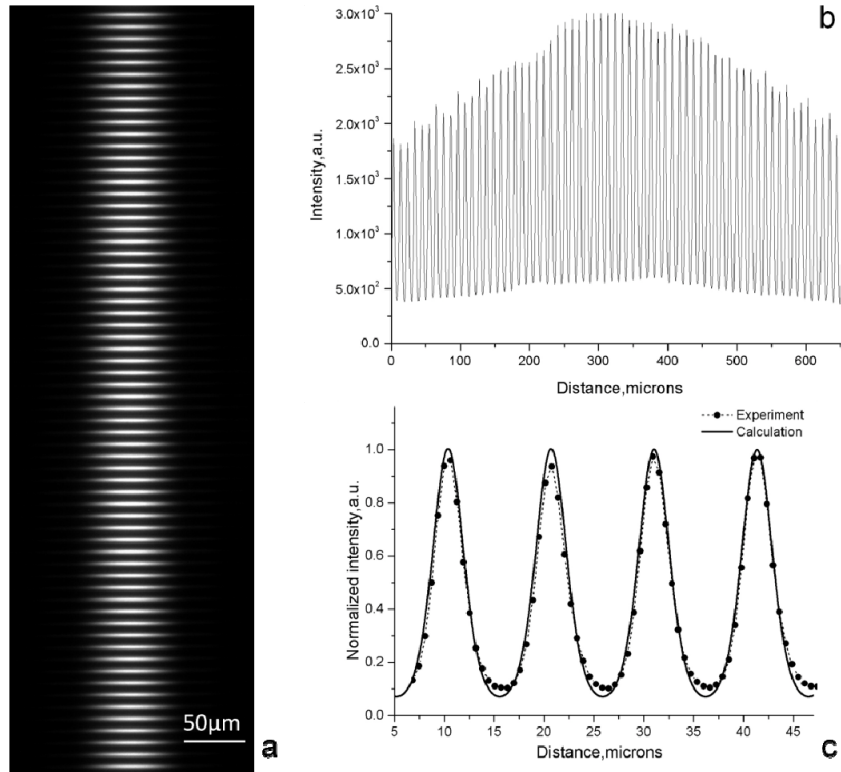 50µm
a
b
3.0x10³
2.5x10³
2.0x10³
1.5x10³
1.0x10³
5.0x10²
0.0
Intensity,a.u.
0 100 200 300 400 500 600
Distance,microns
Experiment
Calculation
1.0
0.8
0.6
0.4
0.2
0.0
Normalized intensity,a.u.
5 10 15 20 25 30 35 40 45
Distance,microns
c